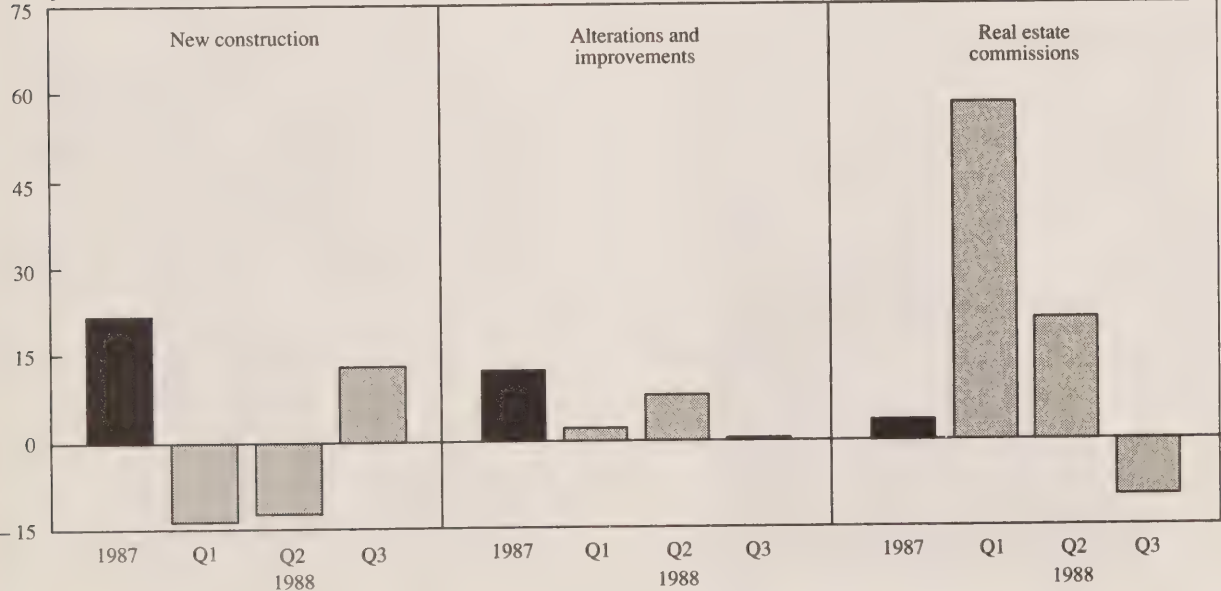 75
60
45
30
15
0
–15
New construction
Alterations and
improvements
Real estate
commissions
1987 Q1 Q2 Q3
1988
1987 Q1 Q2 Q3
1988
1987 Q1 Q2 Q3
1988